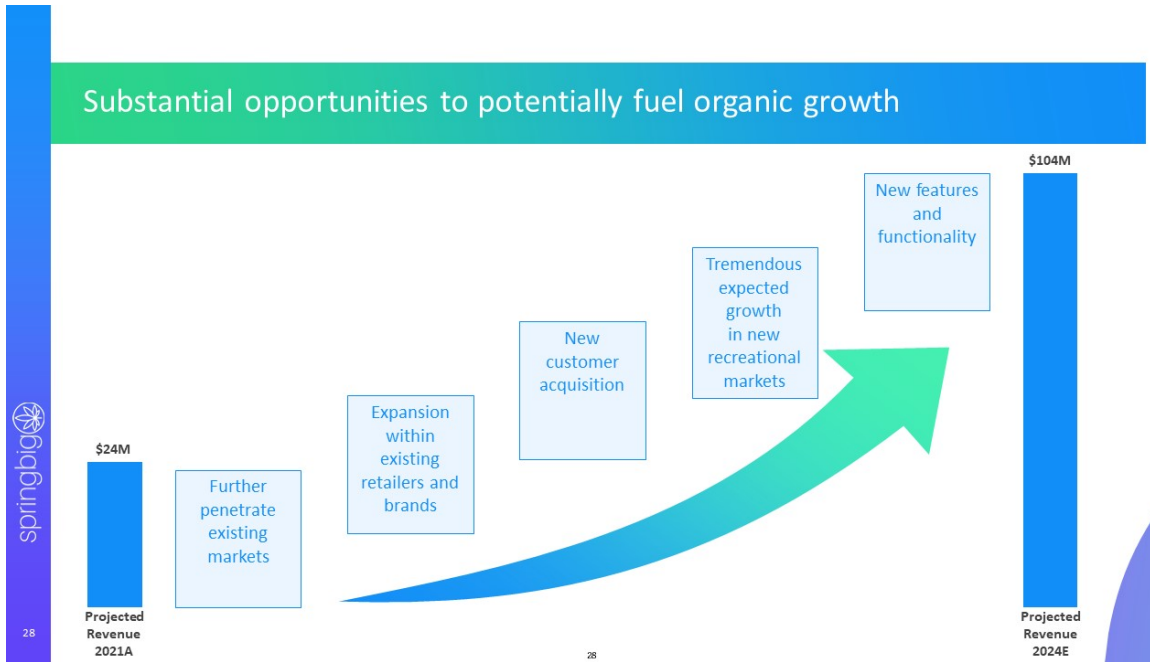 Substantial opportunities to potentially fuel organic growth
$104M
New features
and
functionality
Tremendous
expected
growth
in new
recreational
markets
New
customer
acquisition
Expansion
within
existing
retailers and
brands
$24M
Further
penetrate
existing
markets
Projected
Revenue
2021A
Projected
Revenue
2024E
springbig
28
28